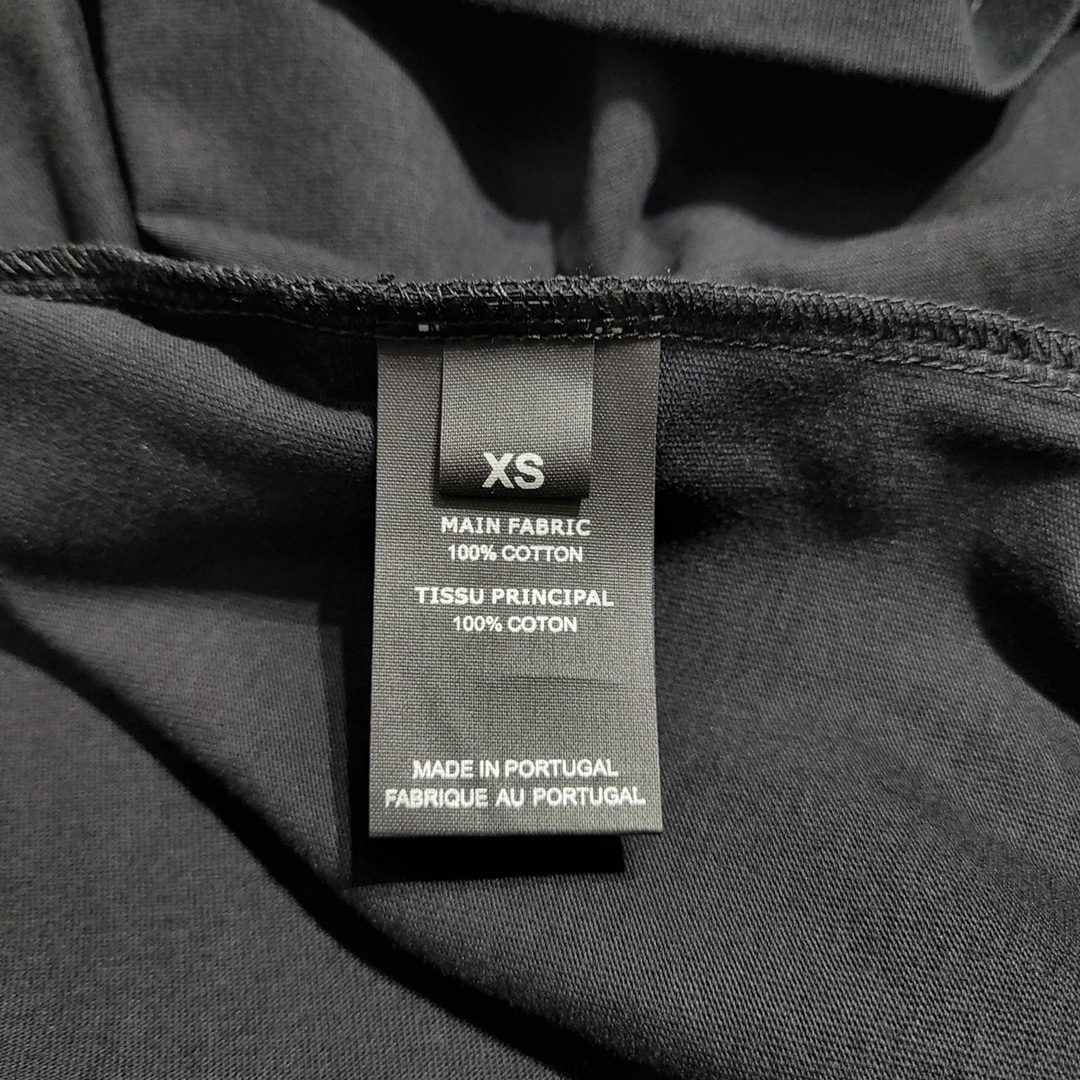 XS
MAIN FABRIC
100% COTTON
TISSU PRINCIPAL
100% COTON
MADE IN PORTUGAL
FABRIQUE AU PORTUGAL